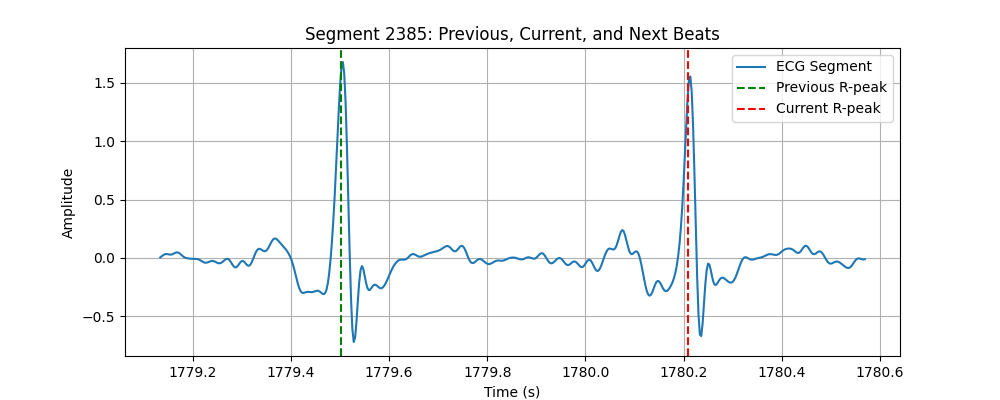 Segment 2385: Previous, Current, and Next Beats
ECG Segment
Previous R-peak
Current R-peak
1.5
1.0
0.5
0.0
−0.5
Amplitude
1779.2 1779.4 1779.6 1779.8 1780.0 1780.2 1780.4 1780.6
Time (s)